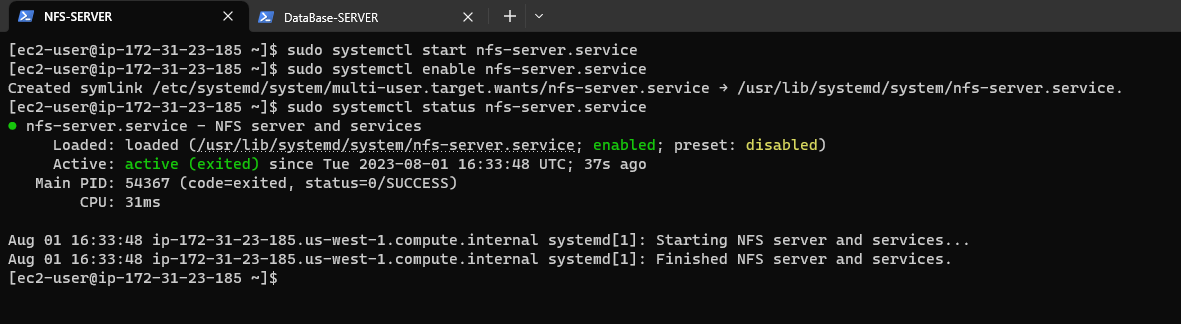 NFS-SERVER
DataBase-SERVER
[ec2-user@ip-172-31-23-185 ~]$ sudo systemctl start nfs-server.service
[ec2-user@ip-172-31-23-185 ~]$ sudo systemctl enable nfs-server.service
Created symlink /etc/systemd/system/multi-user.target.wants/nfs-server.service → /usr/lib/systemd/system/nfs-server.service.
[ec2-user@ip-172-31-23-185 ~]$ sudo systemctl status nfs-server.service
● nfs-server.service - NFS server and services
     Loaded: loaded (/usr/lib/systemd/system/nfs-server.service; enabled; preset: disabled)
     Active: active (exited) since Tue 2023-08-01 16:33:48 UTC; 37s ago
   Main PID: 54367 (code=exited, status=0/SUCCESS)
        CPU: 31ms
Aug 01 16:33:48 ip-172-31-23-185.us-west-1.compute.internal systemd[1]: Starting NFS server and services...
Aug 01 16:33:48 ip-172-31-23-185.us-west-1.compute.internal systemd[1]: Finished NFS server and services.
[ec2-user@ip-172-31-23-185 ~]$